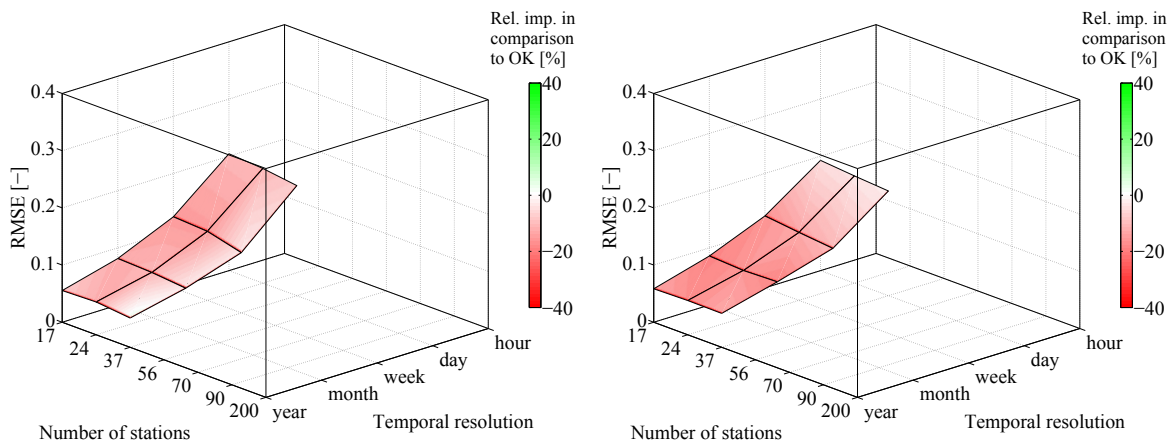 Rel. imp. in
comparison
to OK [%]
40
20
0
−20
−40
0.4
0.3
0.2
0.1
0
RMSE [−]
17
24
37
56
70
90
200
Number of stations
year
month
week
day
hour
Temporal resolution
Rel. imp. in
comparison
to OK [%]
40
20
0
−20
−40
0.4
0.3
0.2
0.1
0
RMSE [−]
17
24
37
56
70
90
200
Number of stations
year
month
week
day
hour
Temporal resolution